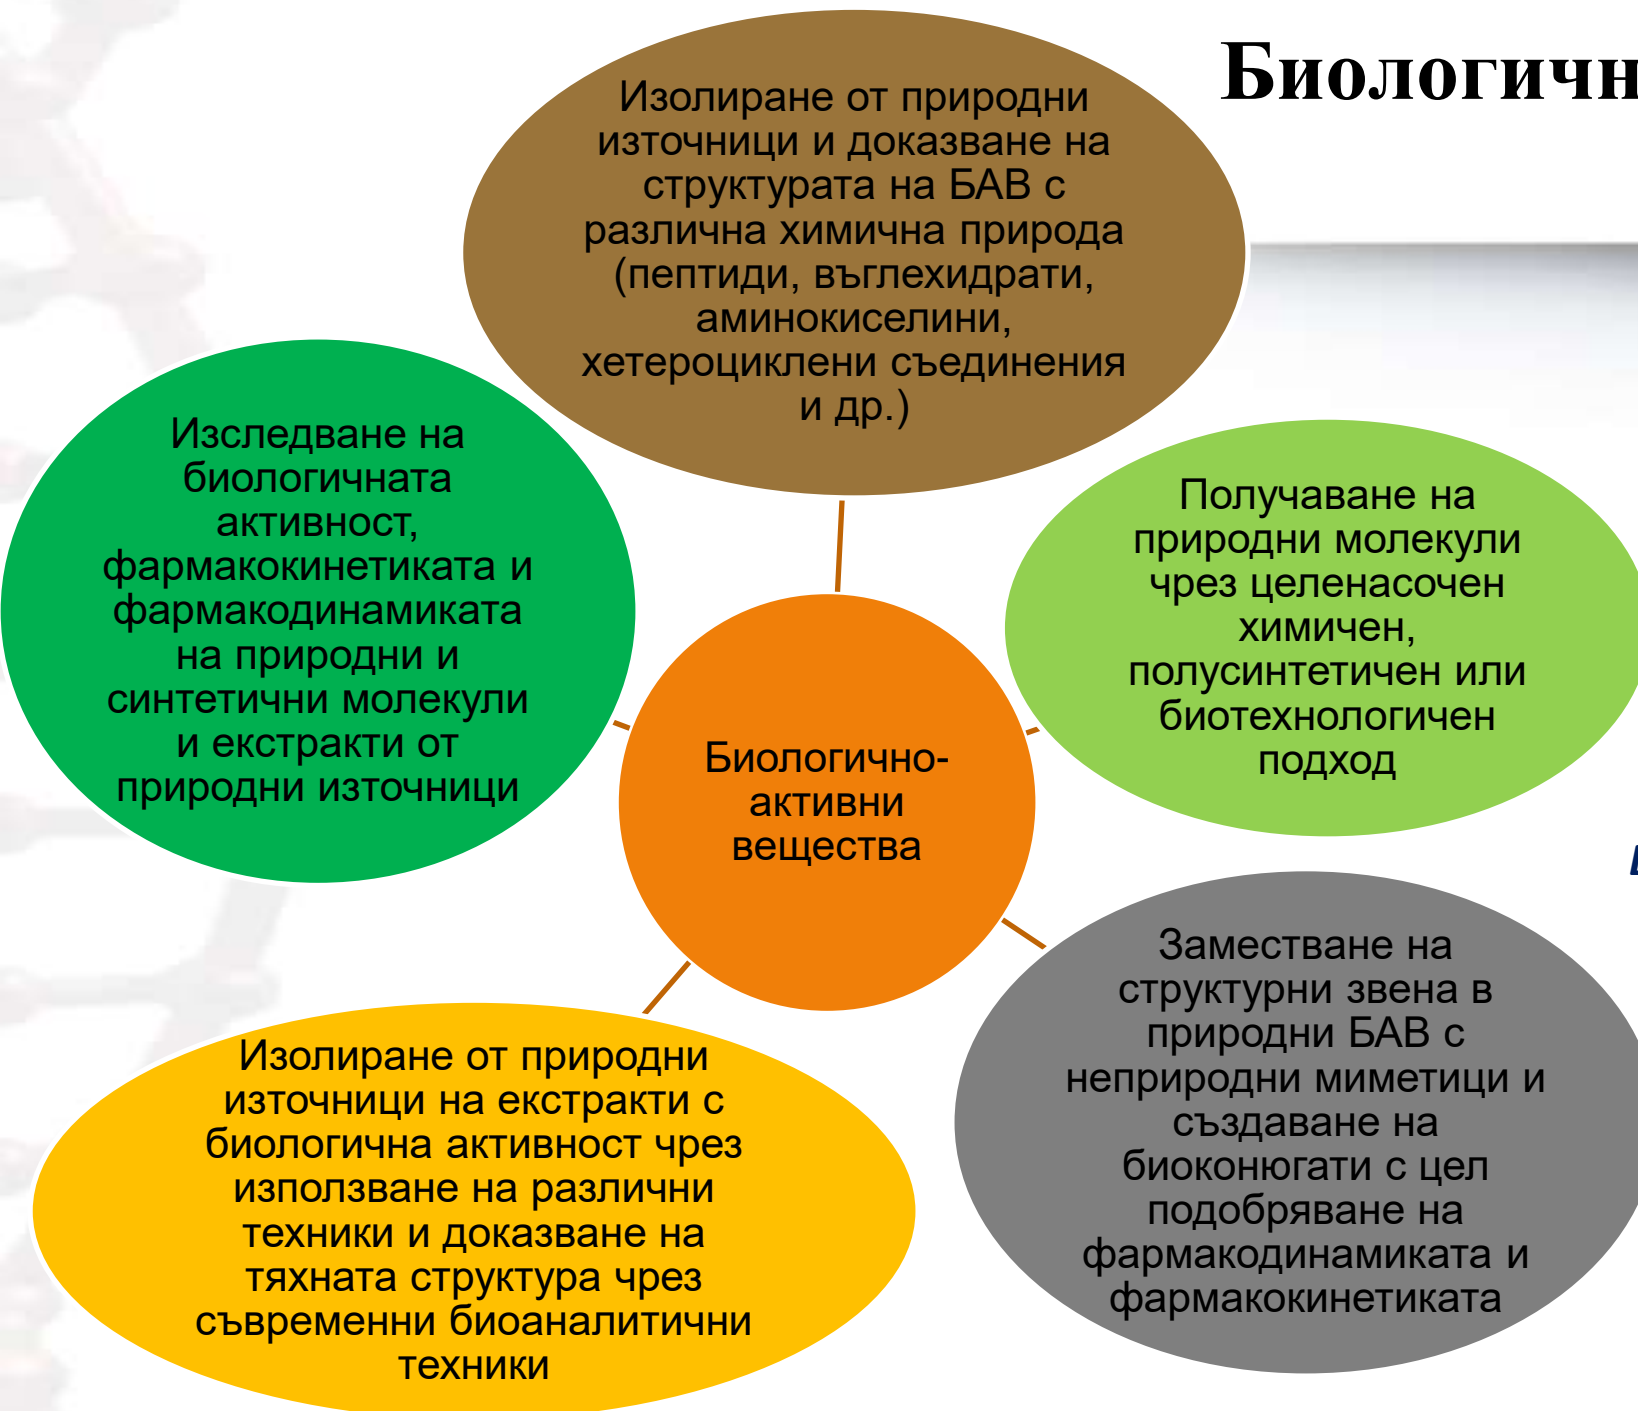 Биологичн
Изолиране от природни
източници и доказване на
структурата на БАВ с
различна химична природа
(пептиди, въглехидрати,
аминокиселини,
хетероциклени съединения
и др.)
Изследване на
биологичната
активност,
фармакокинетиката и
фармакодинамиката
на природни и
синтетични молекули
и екстракти от
природни източници
Получаване на
природни молекули
чрез целенасочен
химичен,
полусинтетичен или
биотехнологичен
подход
Биологично-
активни
вещества
Заместване на
структурни звена в
природни БАВ с
неприродни миметици и
създаване на
биоконюгати с цел
подобряване на
фармакодинамиката и
фармакокинетиката
Изолиране от природни
източници на екстракти с
биологична активност чрез
използване на различни
техники и доказване на
тяхната структура чрез
съвременни биоаналитични
техники